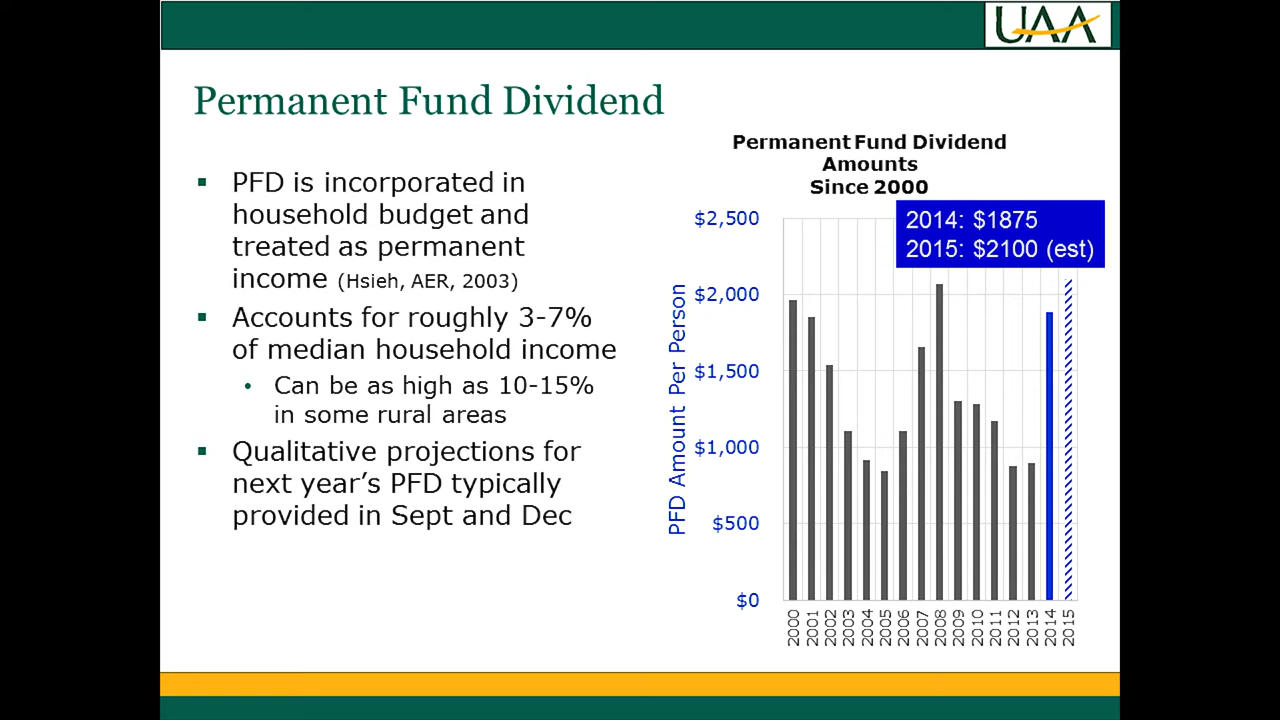 UAA
Permanent Fund Dividend
PFD is incorporated in
household budget and
treated as permanent
income (Hsieh, AER, 2003)
Accounts for roughly 3-7%
of median household income
Can be as high as 10-15%
in some rural areas
Qualitative projections for
next year's PFD typically
provided in Sept and Dec
Permanent Fund Dividend
Amounts
Since 2000
2014: $1875
2015: $2100 (est)
PFD Amount Per Person
$2,500
$2,000
$1,500
$1,000
$500
$0
2000
2001
2002
2003
2004
2005
2006
2007
2008
2009
2010
2011
2012
2013
2014
2015